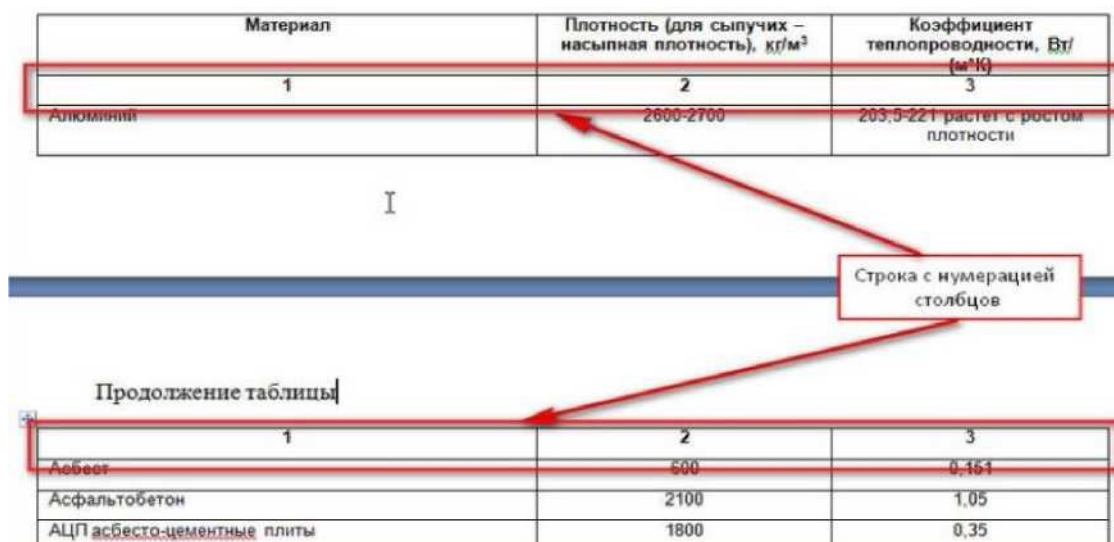 Материал Плотность (для сыпучих – Коэффициент
насыпная плотность), кг/м³ теплопроводности, Вт/
(м*К)
1 2 3
Алюминий 2600-2700 203,5-221 растет с ростом
плотности
Строка с нумерацией
столбцов
Продолжение таблицы
1 2 3
Асбест 600 0,151
Асфальтобетон 2100 1,05
АЦП асбесто-цементные плиты 1800 0,35